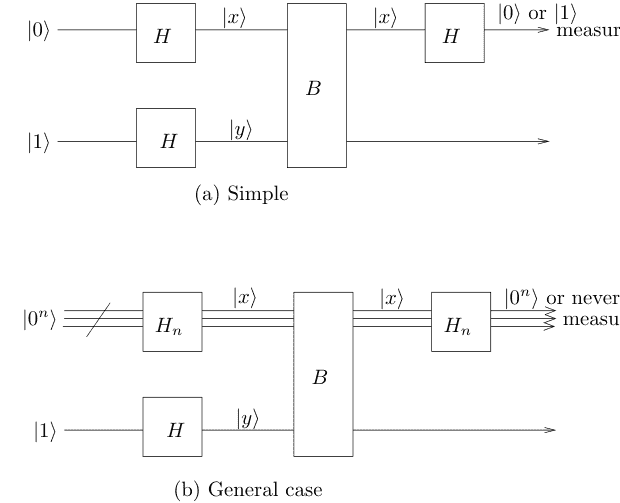 |0⟩ H |x⟩ B |x⟩ H |0⟩ or |1⟩
measur
|1⟩ H |y⟩
(a) Simple
|0ⁿ⟩ Hₙ |x⟩ B |x⟩ Hₙ |0ⁿ⟩ or never
measu
|1⟩ H |y⟩
(b) General case